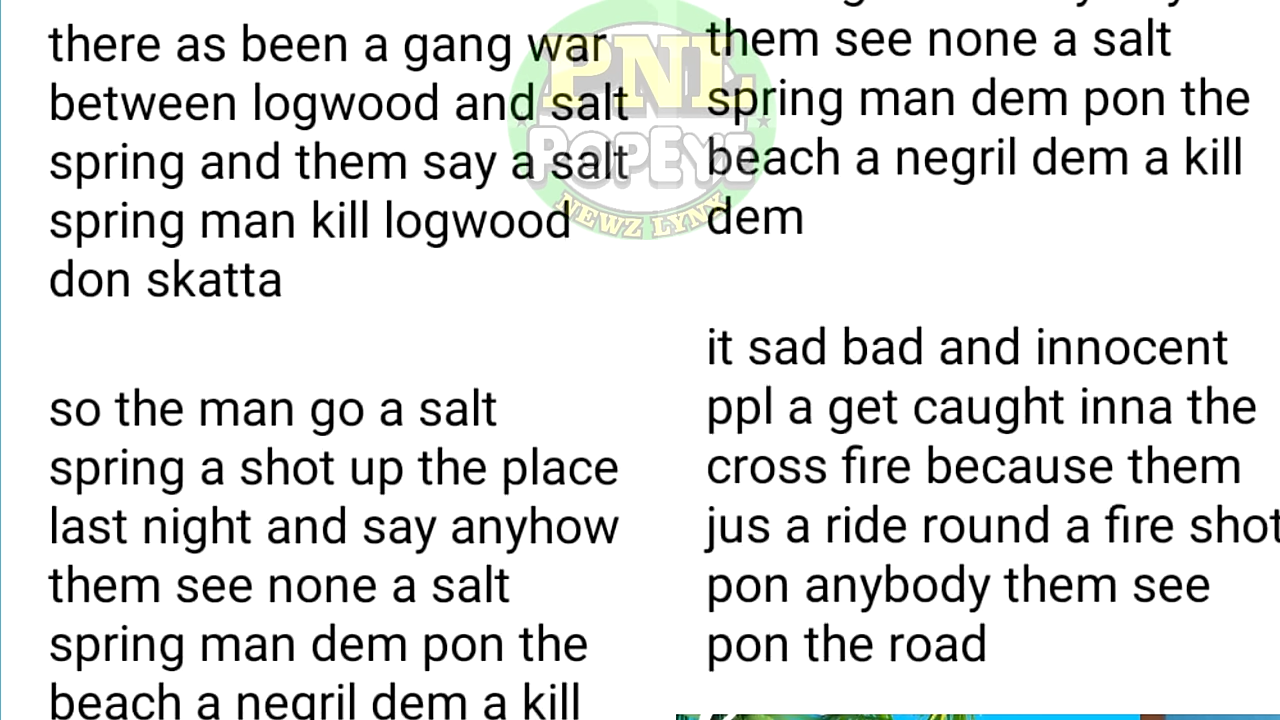 there as been a gang war
between logwood and salt
spring and them say a salt
spring man kill logwood
don skatta
so the man go a salt
spring a shot up the place
last night and say anyhow
them see none a salt
spring man dem pon the
beach a negril dem a kill
them see none a salt
spring man dem pon the
beach a negril dem a kill
dem
it sad bad and innocent
ppl a get caught inna the
cross fire because them
jus a ride round a fire shot
pon anybody them see
pon the road
PNL
POPEYE
NEWZ LYNX